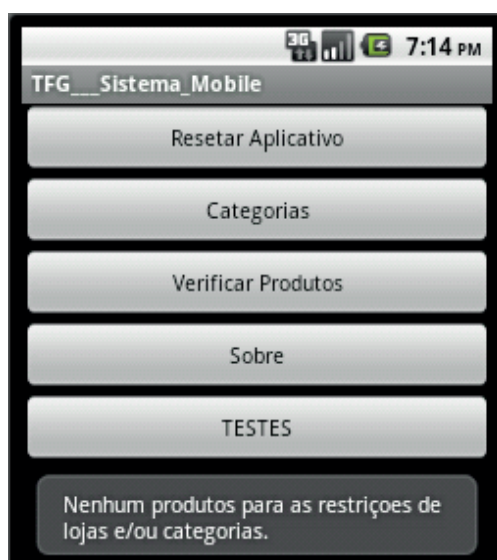 3G 7:14 PM
TFG___Sistema_Mobile
Resetar Aplicativo
Categorias
Verificar Produtos
Sobre
TESTES
Nenhum produtos para as restriçoes de
lojas e/ou categorias.